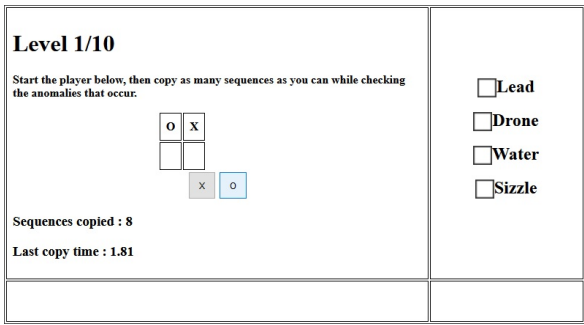 Level 1/10
Start the player below, then copy as many sequences as you can while checking
the anomalies that occur.
O X
x o
Sequences copied : 8
Last copy time : 1.81
Lead
Drone
Water
Sizzle